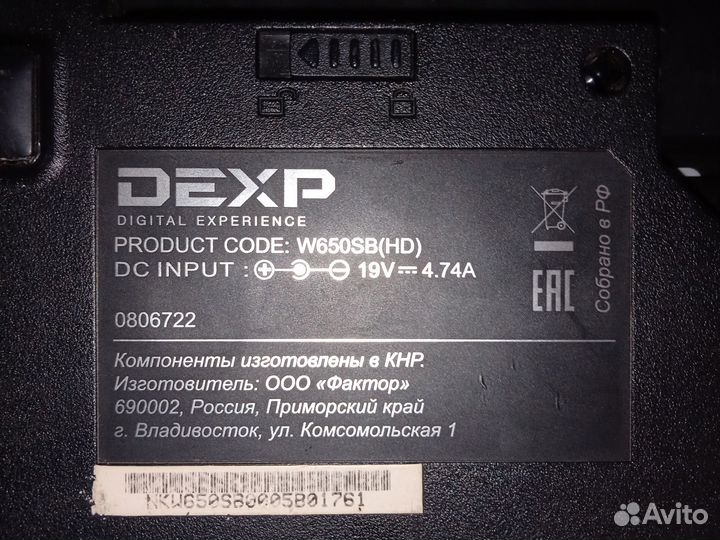 DEXP
DIGITAL EXPERIENCE
PRODUCT CODE: W650SB(HD)
DC INPUT : 19V 4.74A
0806722
EAC
Собрано в РФ
Компоненты изготовлены в КНР.
Изготовитель: ООО «Фактор»
690002, Россия, Приморский край
г. Владивосток, ул. Комсомольская 1
NKW650SB0005B01761
Avito